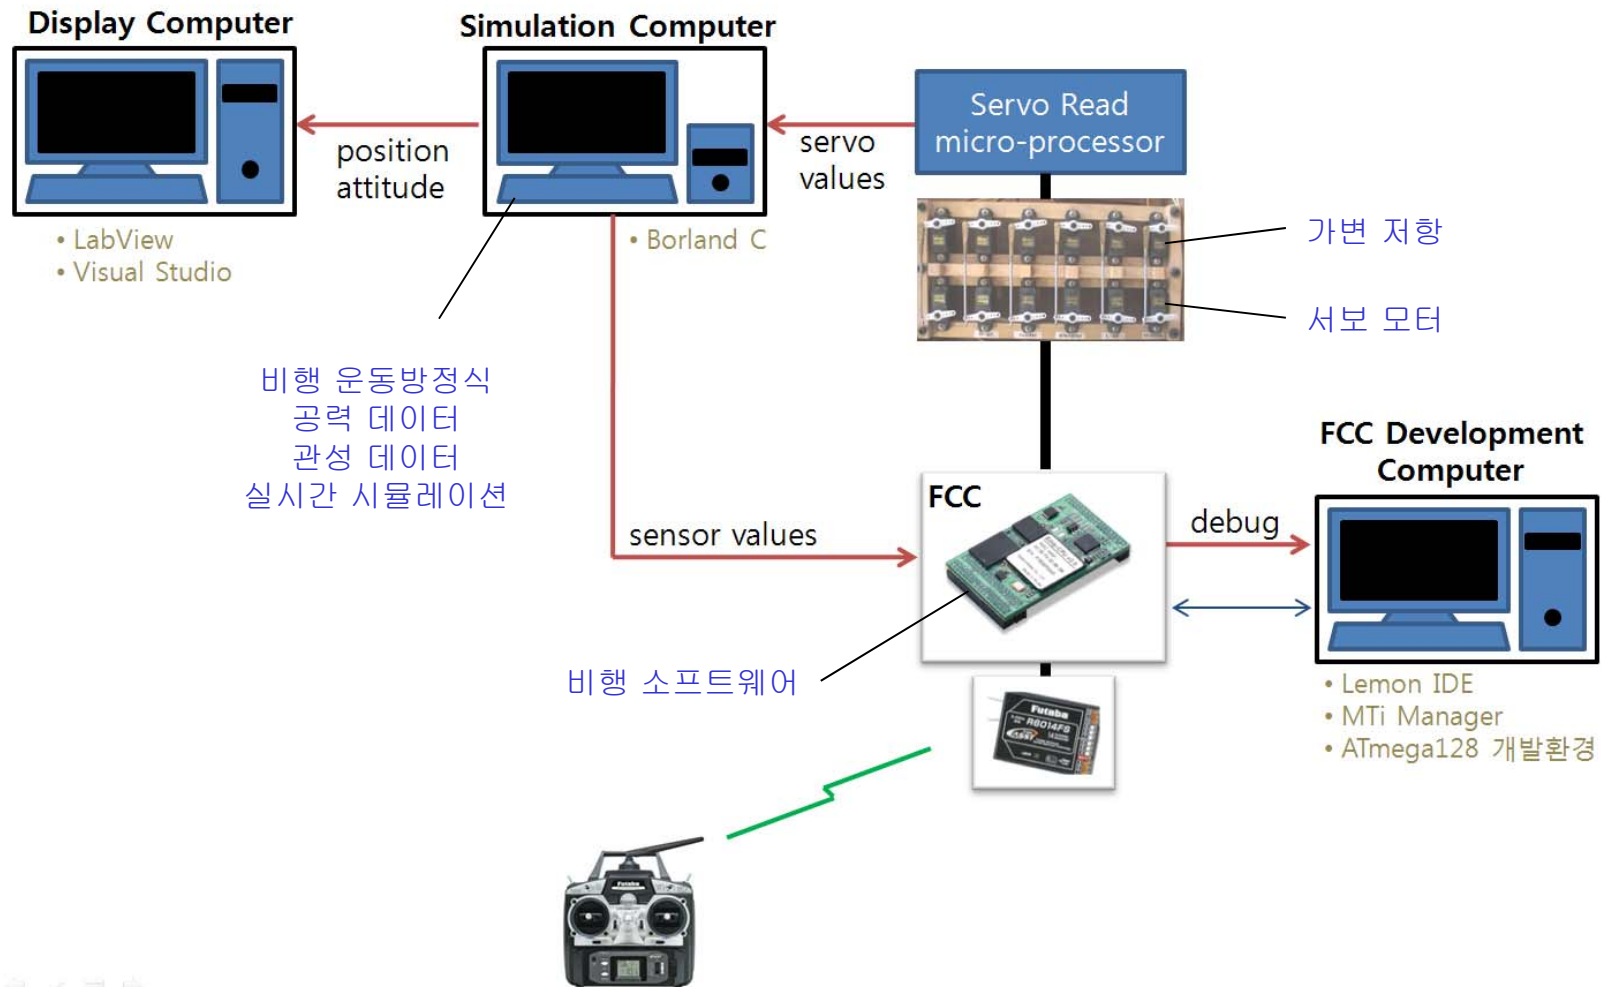 Display Computer
Simulation Computer
Servo Read
micro-processor
servo
values
position
attitude
• LabView
• Visual Studio
• Borland C
가변 저항
서보 모터
비행 운동방정식
공력 데이터
관성 데이터
실시간 시뮬레이션
FCC Development
Computer
FCC
debug
sensor values
비행 소프트웨어
• Lemon IDE
• MTi Manager
• ATmega128 개발환경
Futaba
R6014FS
Futaba